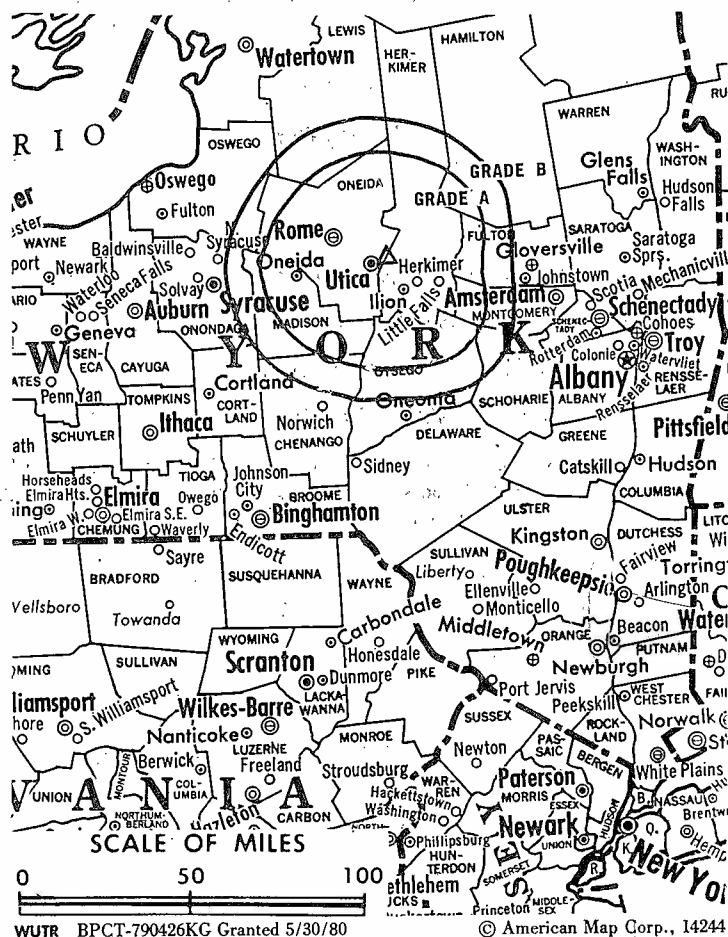 LEWIS
HAMILTON
Watertown
HER-
KIMER
WARREN
RIO
OSWEGO
WASH-
INGTON
Glens
Falls
GRADE B
ONEIDA
GRADE A
Oswego
Hudson
Falls
Fulton
SARATOGA
Rome
FULTON
WAYNE
Baldwinsville
N.
Syracuse
Gloversville
Saratoga
Sprs.
Oneida
Utica
Herkimer
Johnstown
Mechanicvill
Newark
Waterloo
Seneca Falls
Solvay
Auburn
Syracuse
Ilion
Little Falls
Amsterdam
Scotia
Schenectady
MONTGOMERY
SCHENEC-
TADY
Geneva
ONONDAGA
MADISON
Cohoes
Rotterdam
Troy
W Y O R K
SEN-
ECA
CAYUGA
Colonie
Watervliet
OTSEGO
Albany
RENSSE-
LAER
Rensselaer
Penn Yan
Cortland
TOMPKINS
CORT-
LAND
Oneonta
SCHOHARIE
ALBANY
Ithaca
Norwich
SCHUYLER
CHENANGO
DELAWARE
GREENE
Pittsfield
Sidney
Catskill
Hudson
Horseheads
Elmira Hts.
Elmira
TIOGA
Owego
Johnson
City
BROOME
COLUMBIA
Elmira W.
Elmira S.E.
Binghamton
ULSTER
CHEMUNG
Waverly
Endicott
Kingston
DUTCHESS
Sayre
SULLIVAN
Fairview
BRADFORD
SUSQUEHANNA
WAYNE
Liberty
Poughkeepsie
Torring
Ellenville
Arlington
Monticello
Towanda
Carbondale
Middletown
Beacon
Water
WYOMING
ORANGE
Honesdale
PUTNAM
SULLIVAN
Scranton
Newburgh
Dunmore
PIKE
LACKA-
WANNA
Port Jervis
WEST
CHESTER
liamsport
S. Williamsport
Wilkes-Barre
Peekskill
SUSSEX
ROCK-
LAND
Norwalk
Nanticoke
LUZERNE
MONROE
PAS-
SAIC
Newton
Berwick
Freeland
BERGEN
White Plains
MONTOUR
COL-
UMBIA
Stroudsburg
WAR-
REN
Paterson
UNION
V A N I A
Hackettstown
MORRIS
ESSEX
NASSAU
NORTHUM-
BERLAND
Hazleton
CARBON
Washington
Newark
HUDSON
SCALE OF MILES
Phillipsburg
UNION
New Yor
HUN-
TERDON
SOMERSET
ethlehem
0 50 100
Princeton
MIDDLE-
SEX
WUTR BPCT-790426KG Granted 5/30/80
© American Map Corp., 14244